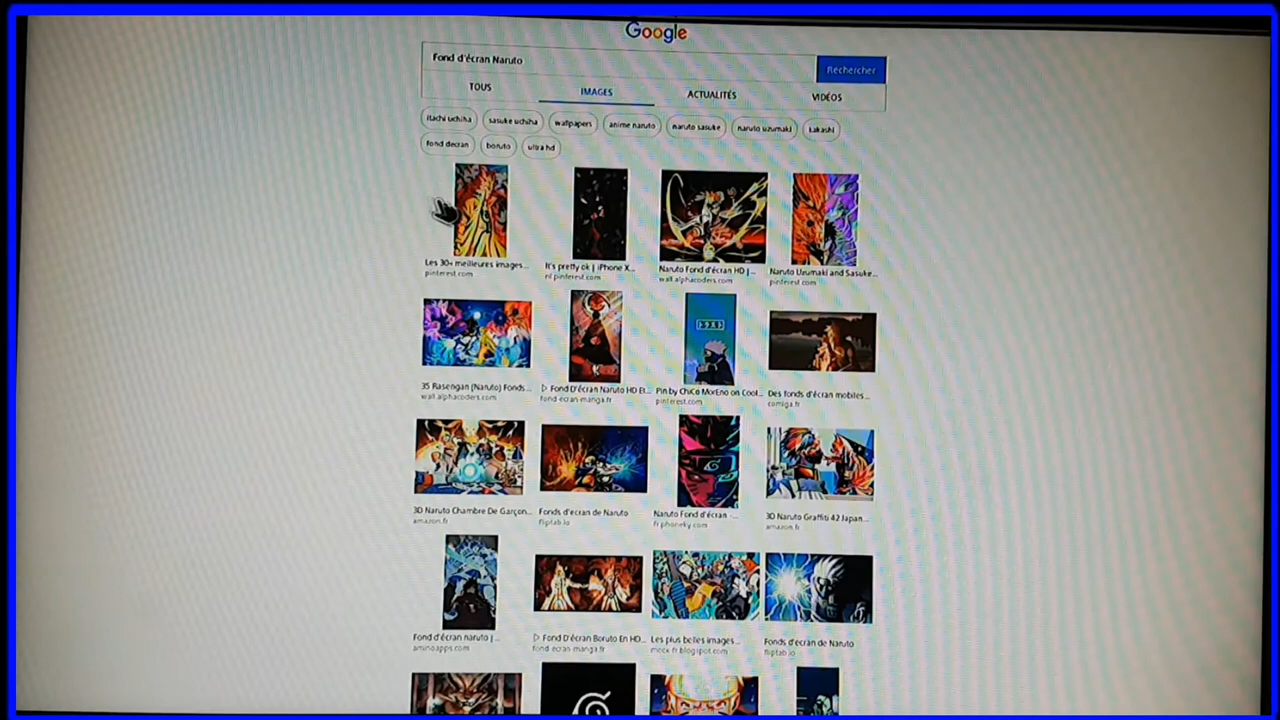 Google
Fond d'écran Naruto
Rechercher
TOUS
IMAGES
ACTUALITÉS
VIDÉOS
itachi uchiha
sasuke uchiha
wallpapers
anime naruto
naruto sasuke
naruto uzumaki
kakashi
fond decran
boruto
ultra hd
Les 30+ meilleures images...
pinterest.com
It's pretty ok | iPhone X...
nl.pinterest.com
Naruto Fond d'écran HD |...
wall.alphacoders.com
Naruto Uzumaki and Sasuke...
pinterest.com
35 Rasengan (Naruto) Fonds...
wall.alphacoders.com
▷ Fond D'écran Naruto HD Et...
fond-ecran-manga.fr
Pin by ChiCo MorEno on Cool...
pinterest.com
Des fonds d'écran mobiles...
comiga.fr
3D Naruto Chambre De Garçon...
amazon.fr
Fonds d'ecran de Naruto
fliptab.io
Naruto Fond d'écran -...
fr.phoneky.com
3D Naruto Graffiti 42 Japan...
amazon.fr
Fond d'écran naruto |...
aminoapps.com
▷ Fond D'Écran Boruto En HD...
fond-ecran-manga.fr
Les plus belles images...
mocx-fr.blogspot.com
Fonds d'ecran de Naruto
fliptab.io